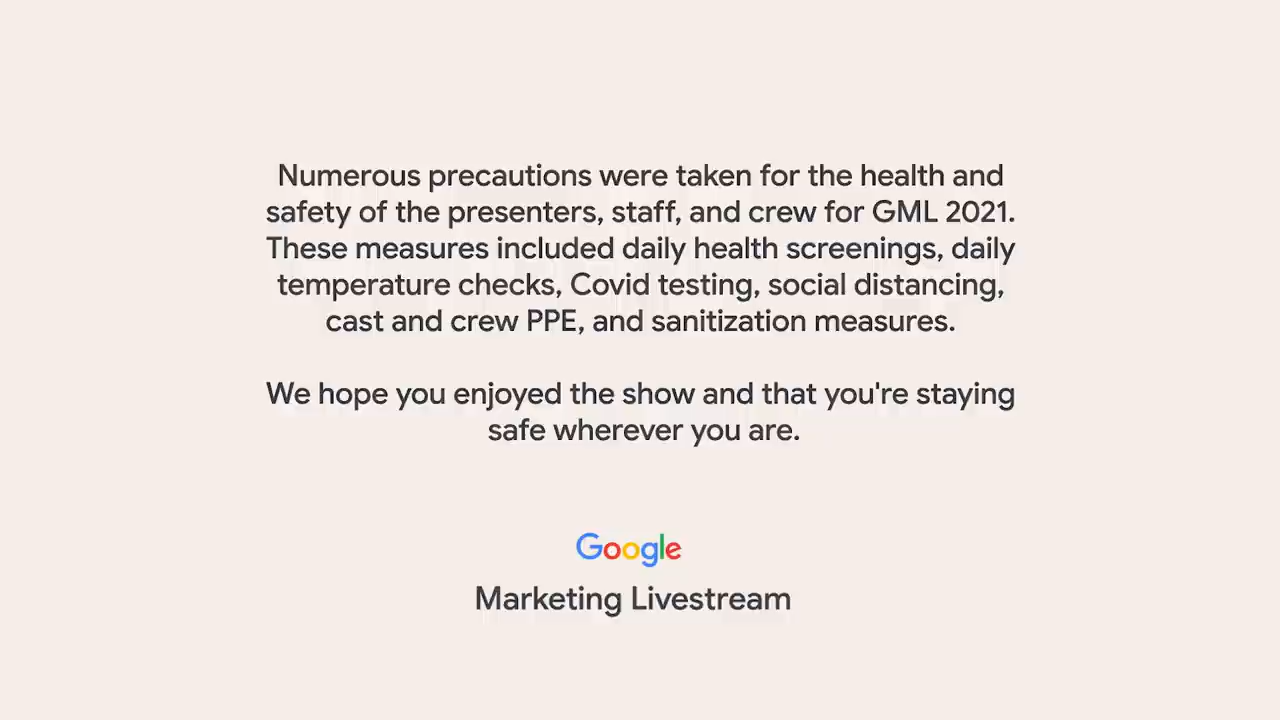 Numerous precautions were taken for the health and
safety of the presenters, staff, and crew for GML 2021.
These measures included daily health screenings, daily
temperature checks, Covid testing, social distancing,
cast and crew PPE, and sanitization measures.
We hope you enjoyed the show and that you're staying
safe wherever you are.
Google
Marketing Livestream